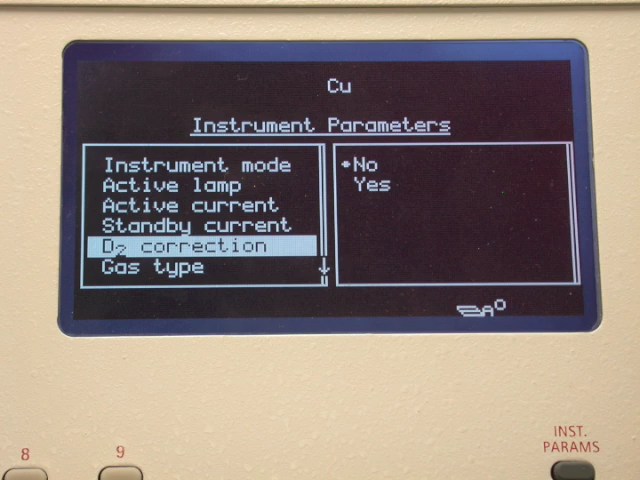 Cu
Instrument Parameters
Instrument mode
Active lamp
Active current
Standby current
D₂ correction
Gas type
•No
Yes
A
8
9
INST.
PARAMS